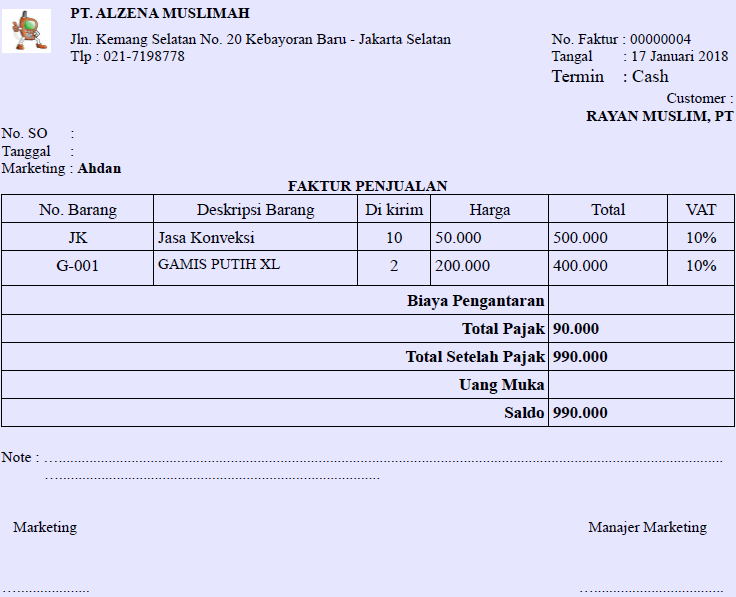 PT. ALZENA MUSLIMAH
Jln. Kemang Selatan No. 20 Kebayoran Baru - Jakarta Selatan
Tlp : 021-7198778
No. Faktur : 00000004
Tangal : 17 Januari 2018
Termin : Cash
Customer :
RAYAN MUSLIM, PT
No. SO :
Tanggal :
Marketing : Ahdan
FAKTUR PENJUALAN
No. Barang Deskripsi Barang Di kirim Harga Total VAT
JK Jasa Konveksi 10 50.000 500.000 10%
G-001 GAMIS PUTIH XL 2 200.000 400.000 10%
Biaya Pengantaran
Total Pajak 90.000
Total Setelah Pajak 990.000
Uang Muka
Saldo 990.000
Note :
Marketing Manajer Marketing